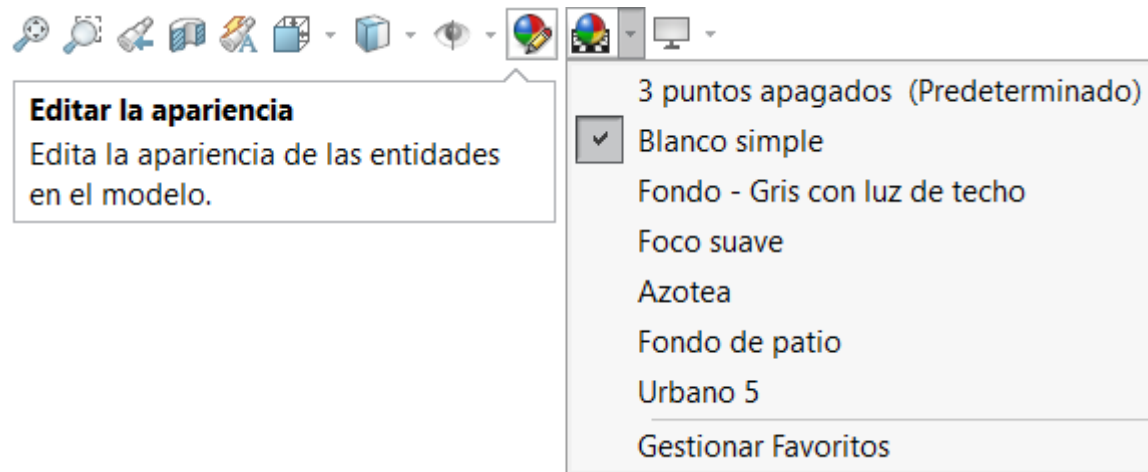 Editar la apariencia
Edita la apariencia de las entidades
en el modelo.
3 puntos apagados (Predeterminado)
Blanco simple
Fondo - Gris con luz de techo
Foco suave
Azotea
Fondo de patio
Urbano 5
Gestionar Favoritos